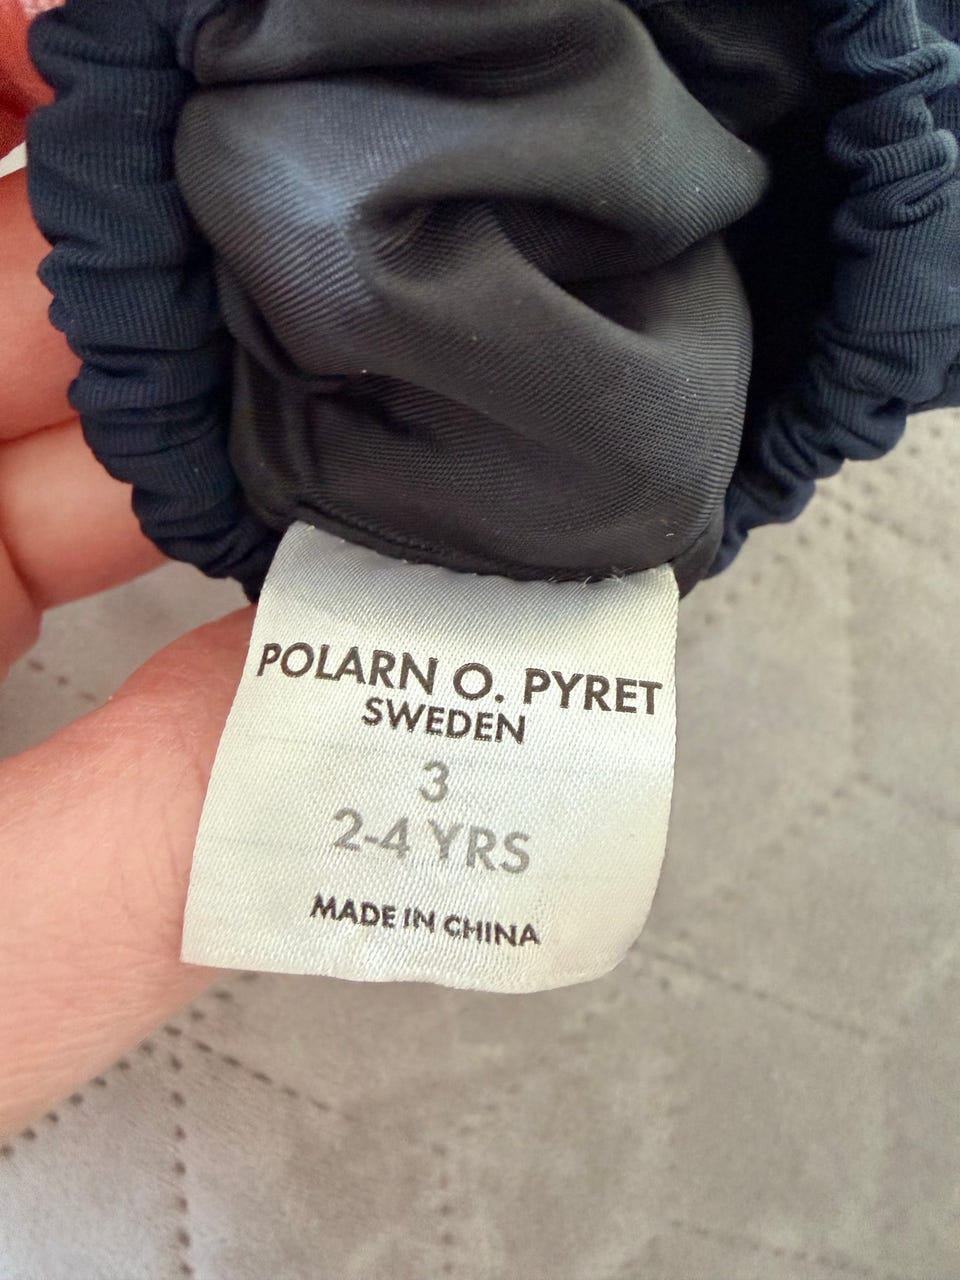 POLARN O. PYRET
SWEDEN
3
2-4 YRS
MADE IN CHINA